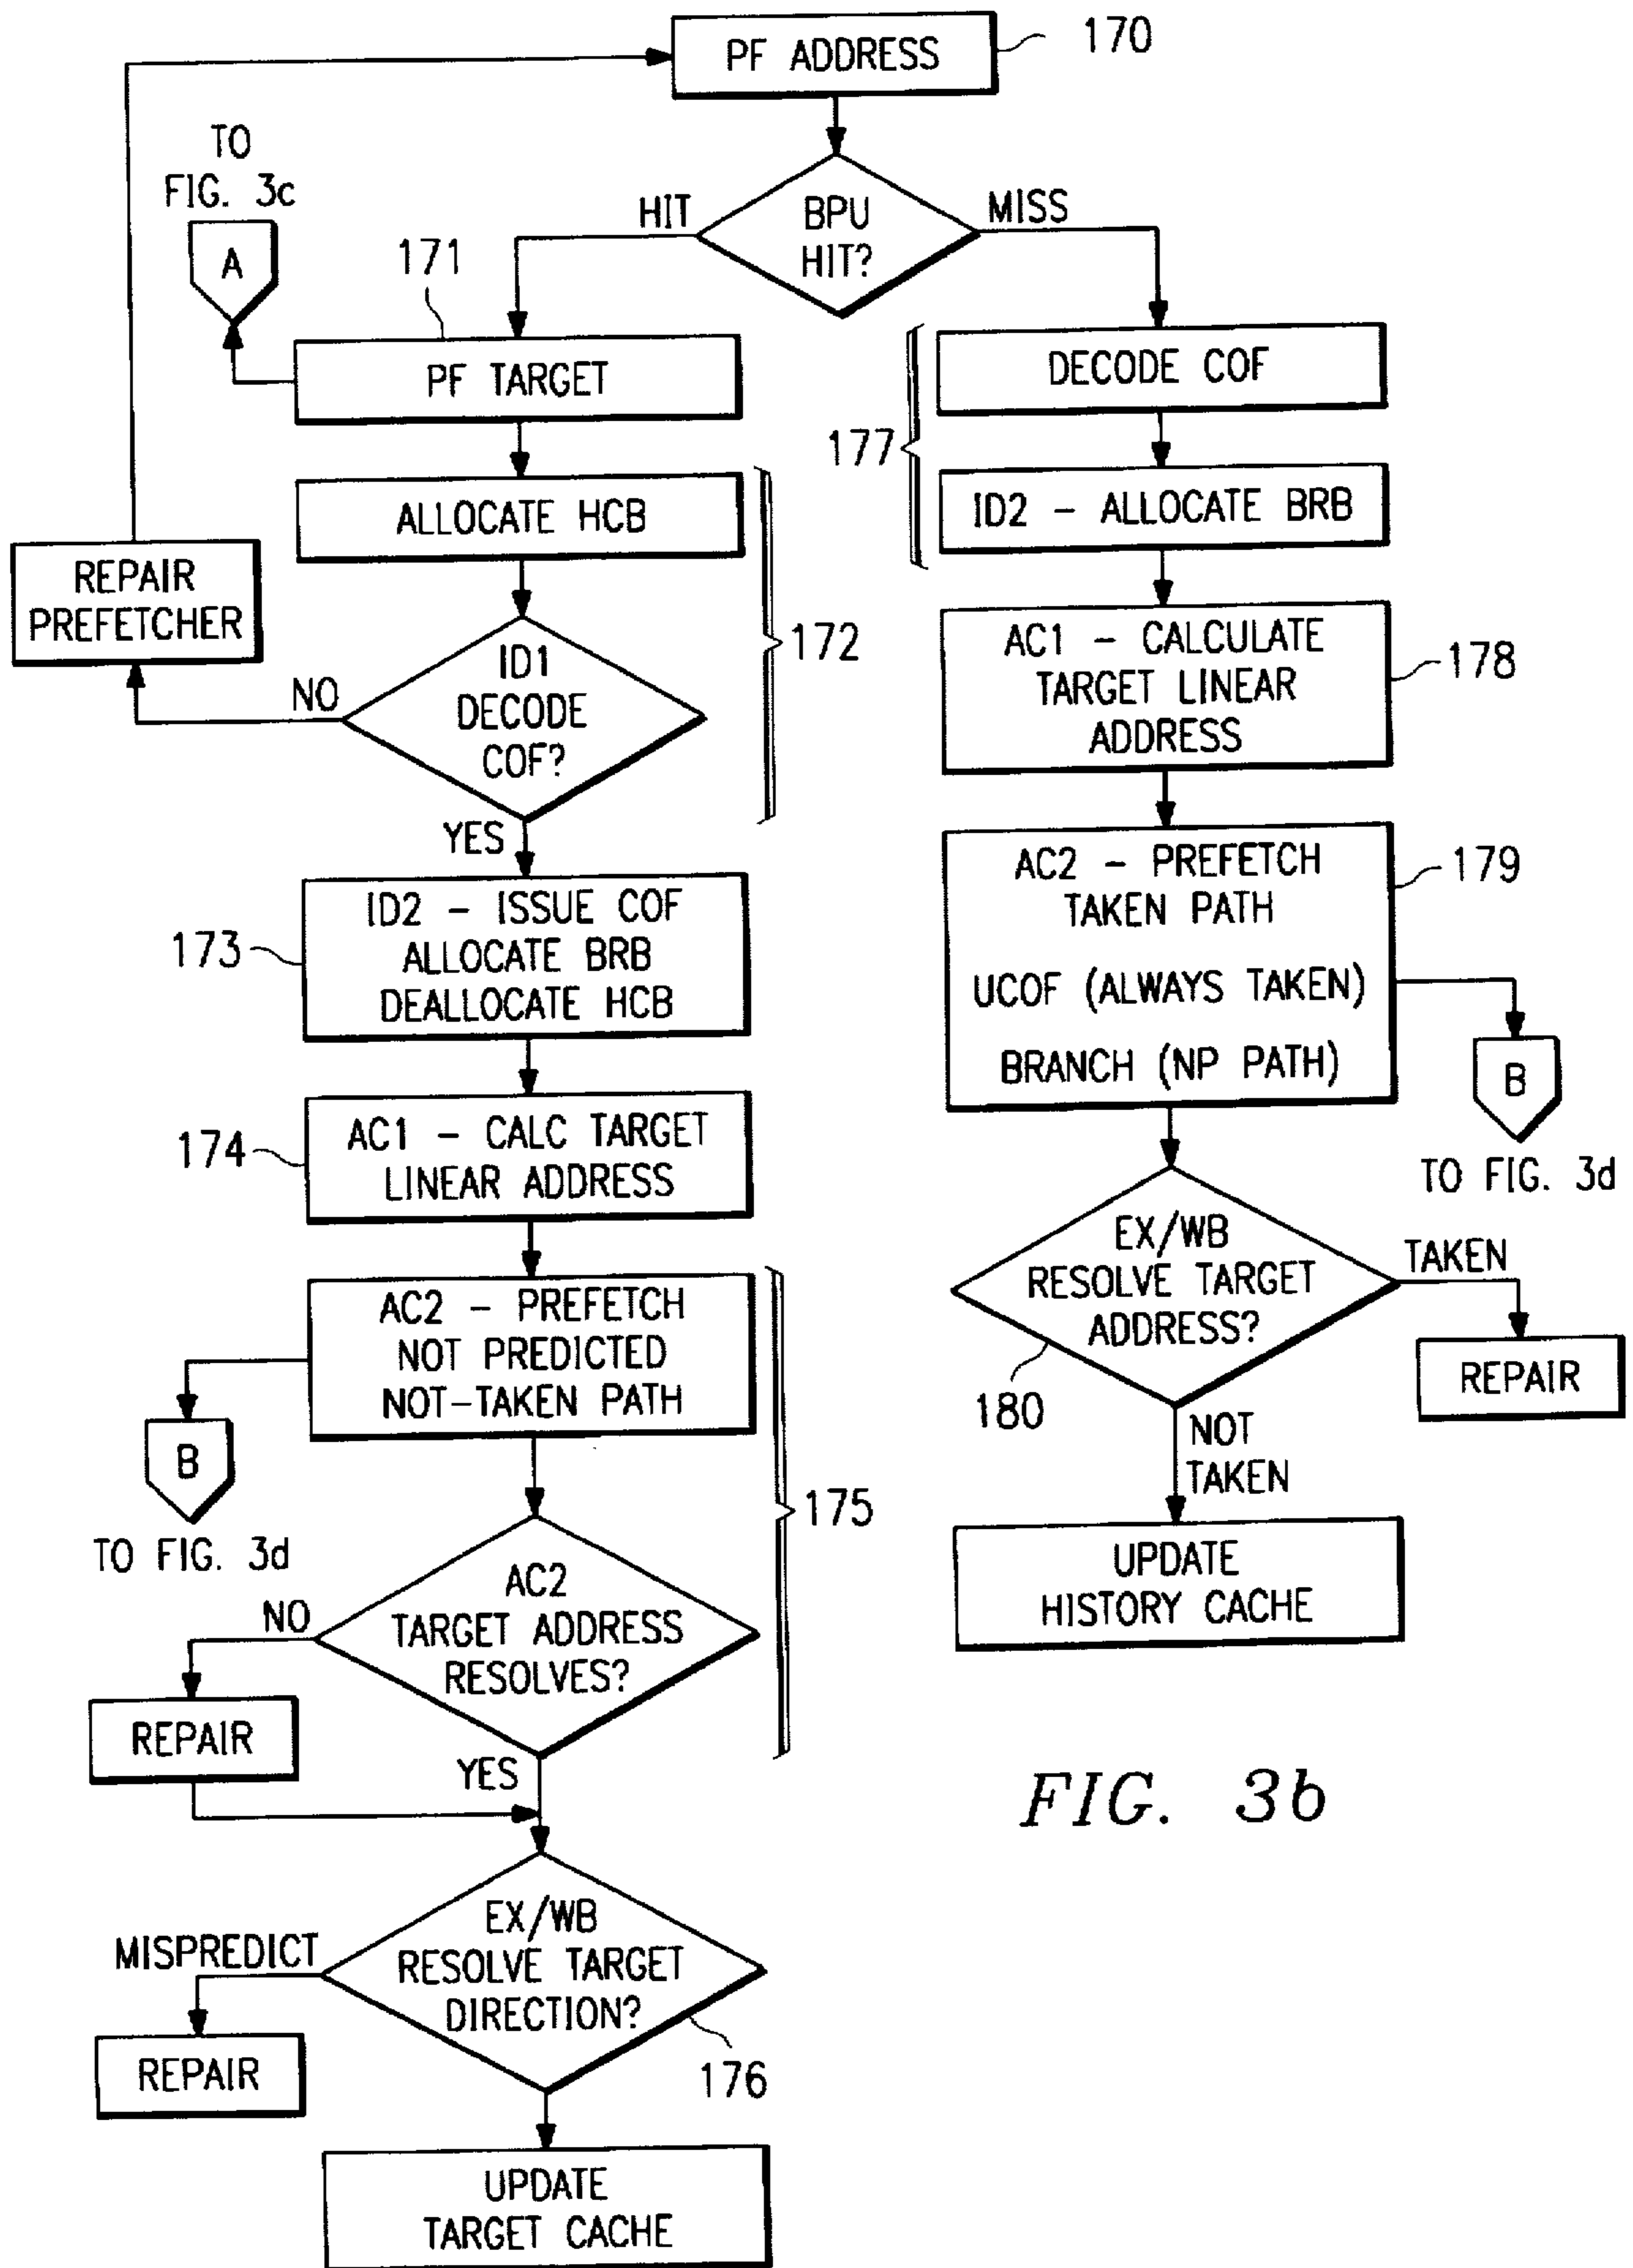 PF ADDRESS
170
TO
FIG. 3c
A
HIT
BPU
HIT?
MISS
171
PF TARGET
DECODE COF
177
ALLOCATE HCB
ID2 - ALLOCATE BRB
REPAIR
PREFETCHER
172
NO
ID1
DECODE
COF?
YES
AC1 - CALCULATE
TARGET LINEAR
ADDRESS
178
ID2 - ISSUE COF
ALLOCATE BRB
DEALLOCATE HCB
173
AC2 - PREFETCH
TAKEN PATH
UCOF (ALWAYS TAKEN)
BRANCH (NP PATH)
179
B
TO FIG. 3d
AC1 - CALC TARGET
LINEAR ADDRESS
174
AC2 - PREFETCH
NOT PREDICTED
NOT-TAKEN PATH
B
TO FIG. 3d
175
EX/WB
RESOLVE TARGET
ADDRESS?
TAKEN
REPAIR
180
NOT
TAKEN
UPDATE
HISTORY CACHE
AC2
TARGET ADDRESS
RESOLVES?
NO
REPAIR
YES
FIG. 3b
EX/WB
RESOLVE TARGET
DIRECTION?
MISPREDICT
REPAIR
176
UPDATE
TARGET CACHE